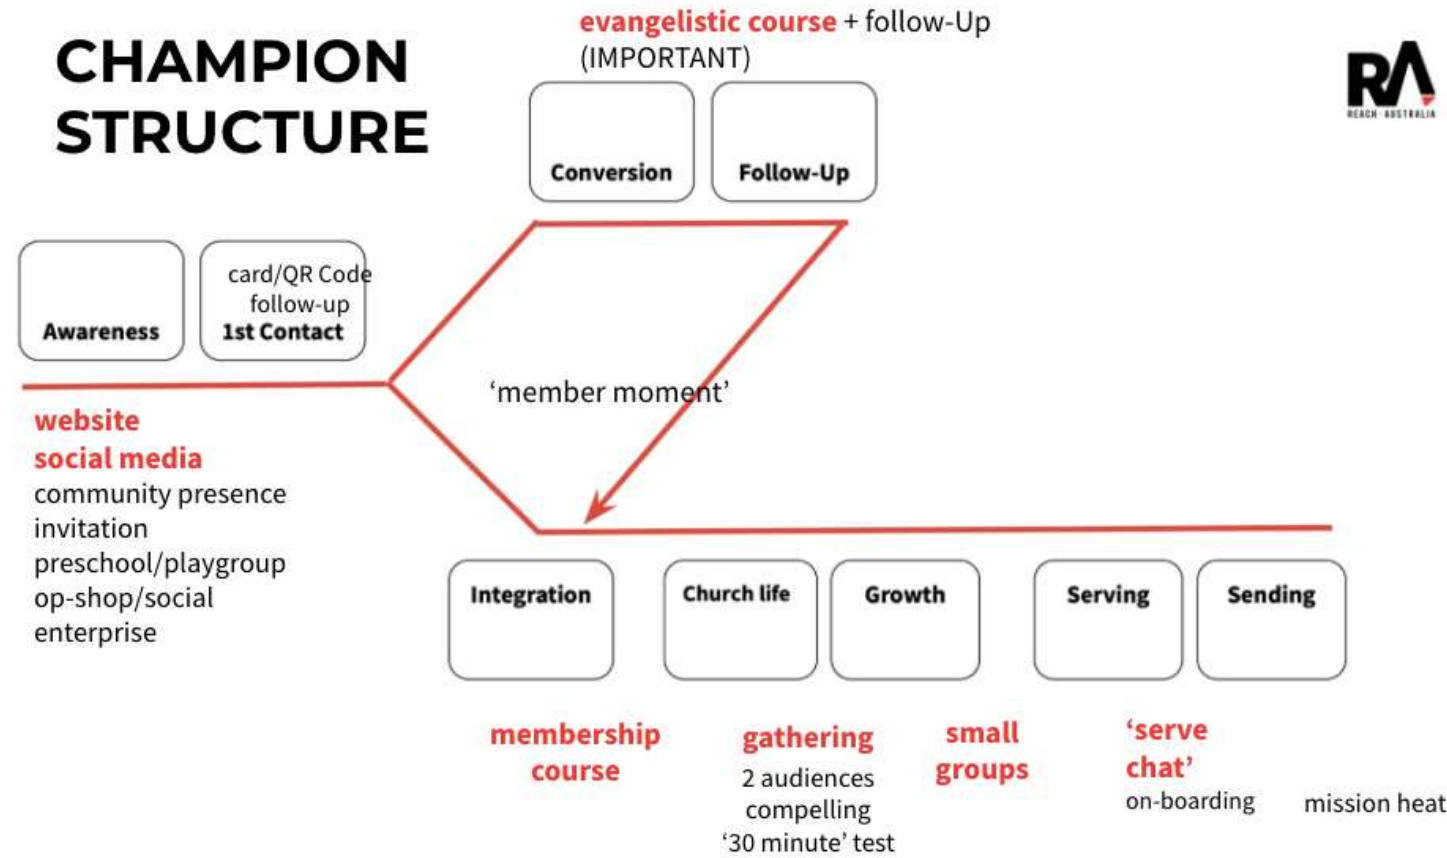 CHAMPION
STRUCTURE
evangelistic course + follow-Up
(IMPORTANT)
RA
REACH · AUSTRALIA
Conversion
Follow-Up
card/QR Code
follow-up
Awareness
1st Contact
'member moment'
website
social media
community presence
invitation
preschool/playgroup
op-shop/social
enterprise
Integration
Church life
Growth
Serving
Sending
membership
course
gathering
2 audiences
compelling
'30 minute' test
small
groups
'serve
chat'
on-boarding
mission heat